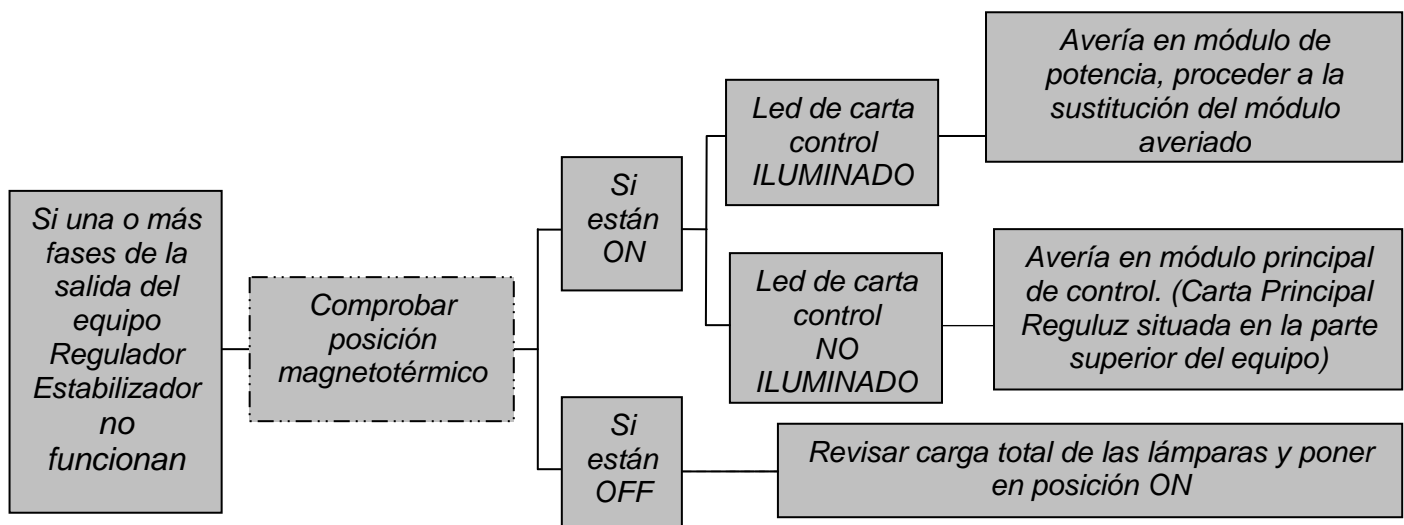 Si una o más
fases de la
salida del
equipo
Regulador
Estabilizador
no
funcionan
Comprobar
posición
magnetotérmico
Si
están
ON
Led de carta
control
ILUMINADO
Avería en módulo de
potencia, proceder a la
sustitución del módulo
averiado
Led de carta
control
NO
ILUMINADO
Avería en módulo principal
de control. (Carta Principal
Reguluz situada en la parte
superior del equipo)
Si
están
OFF
Revisar carga total de las lámparas y poner
en posición ON